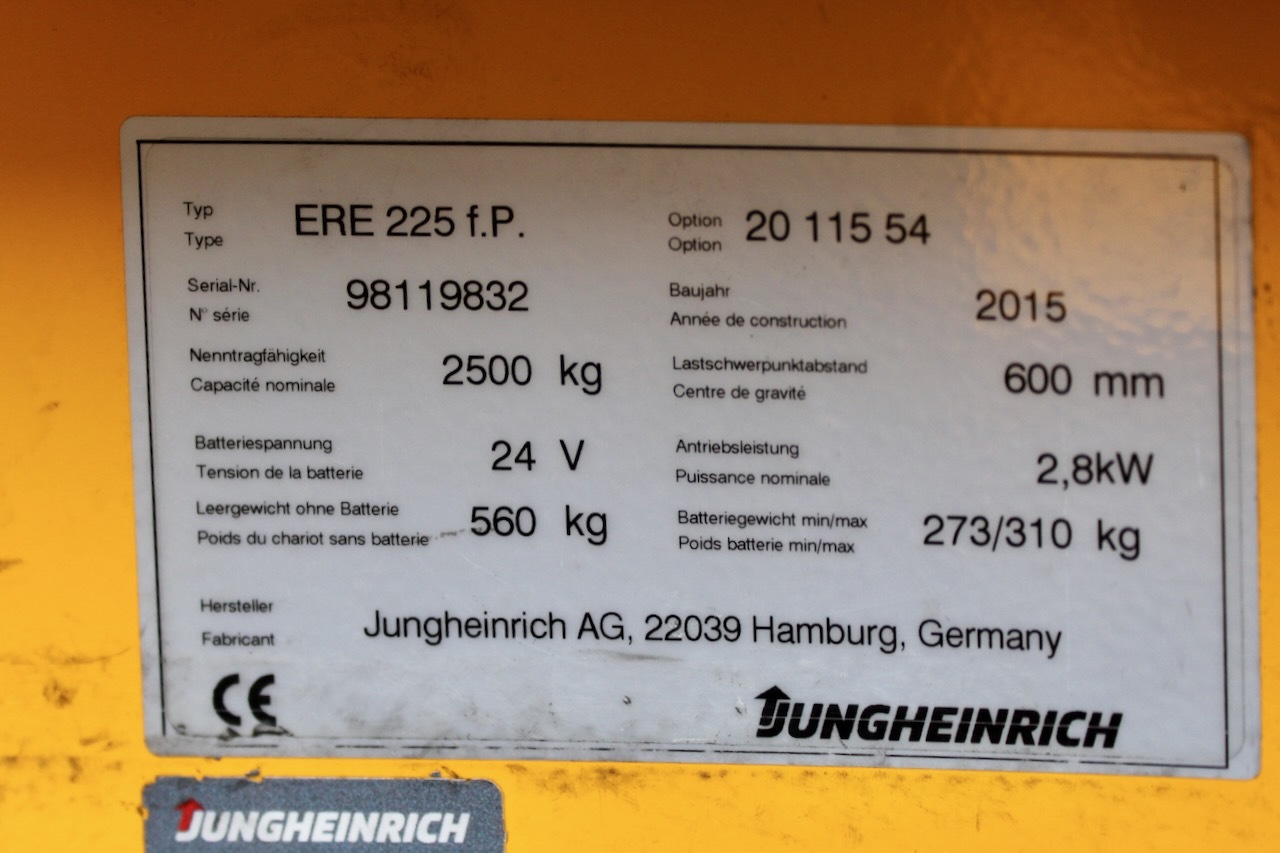 Typ
Type
ERE 225 f.P.
Option
Option
20 115 54
Serial-Nr.
N° série
98119832
Baujahr
Année de construction
2015
Nenntragfähigkeit
Capacité nominale
2500 kg
Lastschwerpunktabstand
Centre de gravité
600 mm
Batteriespannung
Tension de la batterie
24 V
Antriebsleistung
Puissance nominale
2,8kW
Leergewicht ohne Batterie
Poids du chariot sans batterie
560 kg
Batteriegewicht min/max
Poids batterie min/max
273/310 kg
Hersteller
Fabricant
Jungheinrich AG, 22039 Hamburg, Germany
CE
JUNGHEINRICH
JUNGHEINRICH